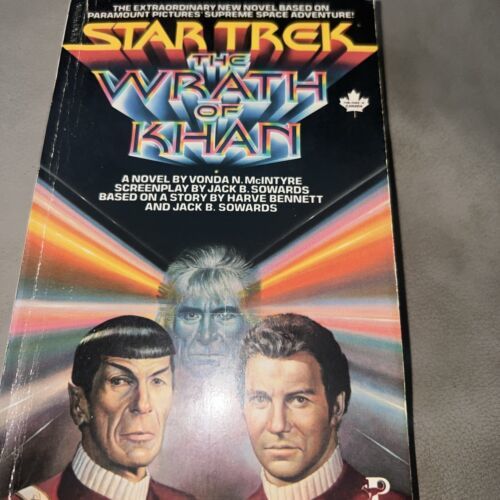 THE EXTRAORDINARY NEW NOVEL BASED ON
PARAMOUNT PICTURES' SUPREME SPACE ADVENTURE!
STAR TREK
THE
WRATH
OF
KHAN
A NOVEL BY VONDA N. McINTYRE
SCREENPLAY BY JACK B. SOWARDS
BASED ON A STORY BY HARVE BENNETT
AND JACK B. SOWARDS